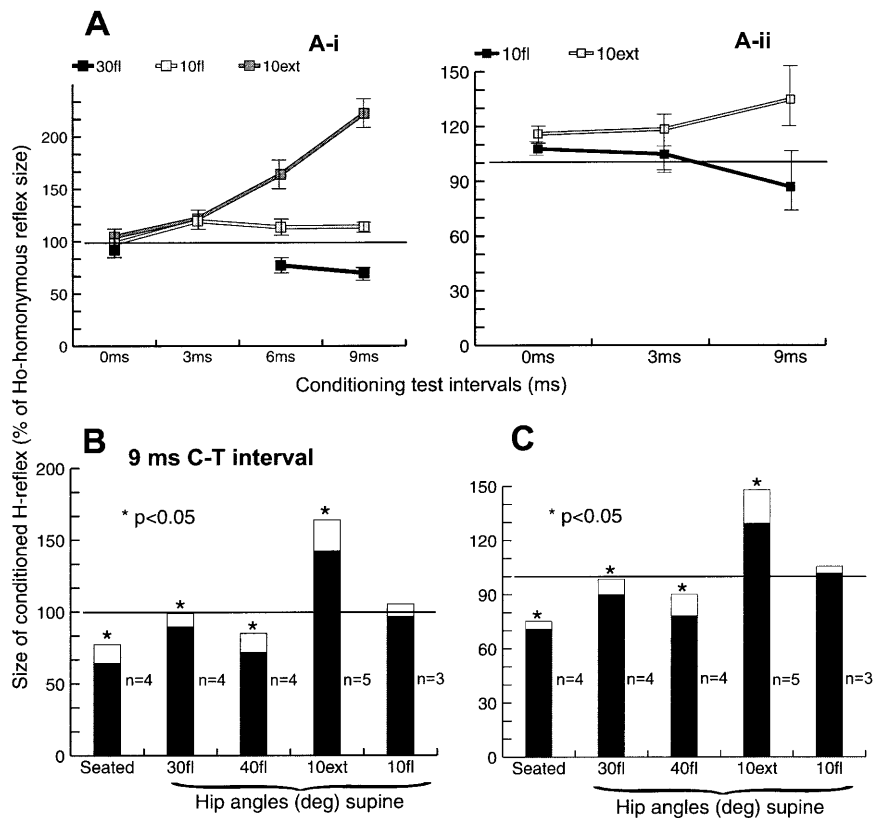 A
A-i
30fl 10fl 10ext
A-ii
10fl 10ext
200
150
100
50
0
0ms 3ms 6ms 9ms
150
120
90
60
30
0
0ms 3ms 9ms
Conditioning test intervals (ms)
Size of conditioned H-reflex (% of Ho-homonymous reflex size)
B
9 ms C-T interval
* p<0.05
200
150
100
50
0
* * * *
n=4 n=4 n=4 n=5 n=3
Seated 30fl 40fl 10ext 10fl
Hip angles (deg) supine
C
* p<0.05
150
120
90
60
30
0
* * * *
n=4 n=4 n=4 n=5 n=3
Seated 30fl 40fl 10ext 10fl
Hip angles (deg) supine